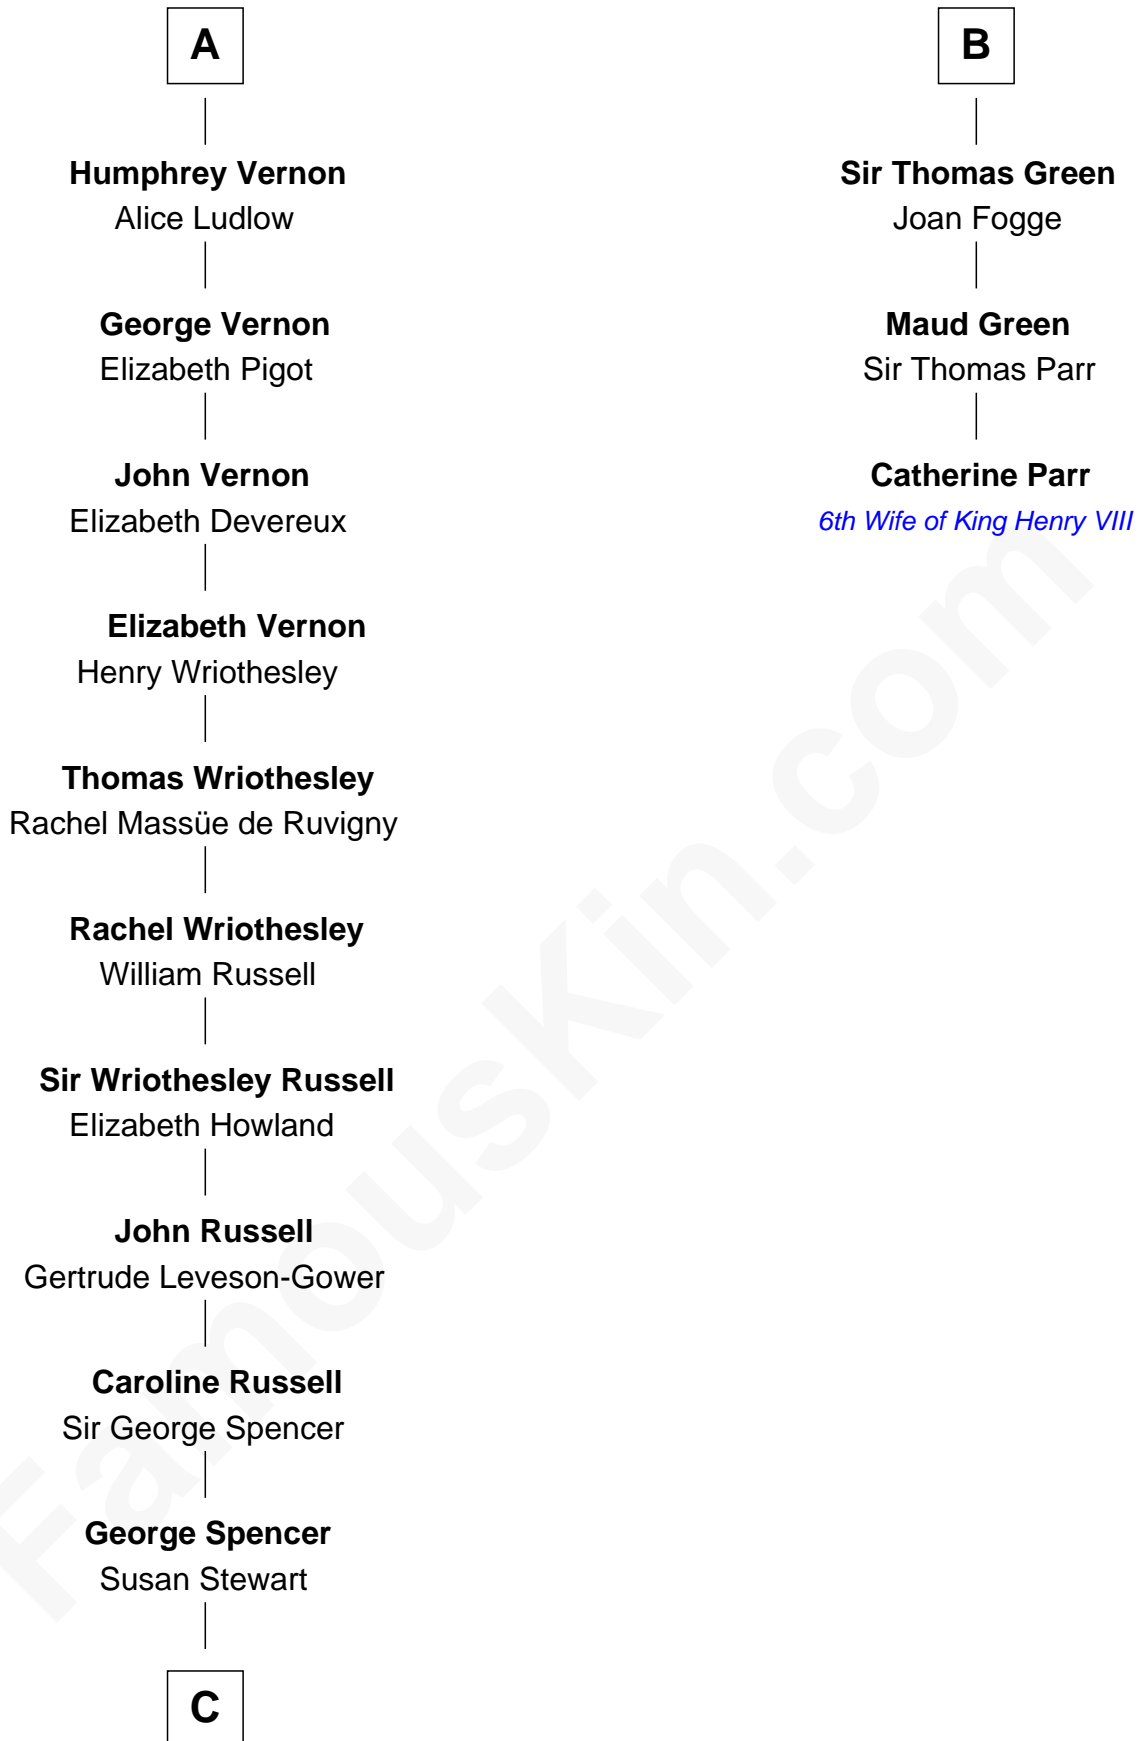 A
Humphrey Vernon
Alice Ludlow
George Vernon
Elizabeth Pigot
John Vernon
Elizabeth Devereux
Elizabeth Vernon
Henry Wriothesley
Thomas Wriothesley
Rachel Massüe de Ruvigny
Rachel Wriothesley
William Russell
Sir Wriothesley Russell
Elizabeth Howland
John Russell
Gertrude Leveson-Gower
Caroline Russell
Sir George Spencer
George Spencer
Susan Stewart
C
B
Sir Thomas Green
Joan Fogge
Maud Green
Sir Thomas Parr
Catherine Parr
6th Wife of King Henry VIII
FamousKin.com